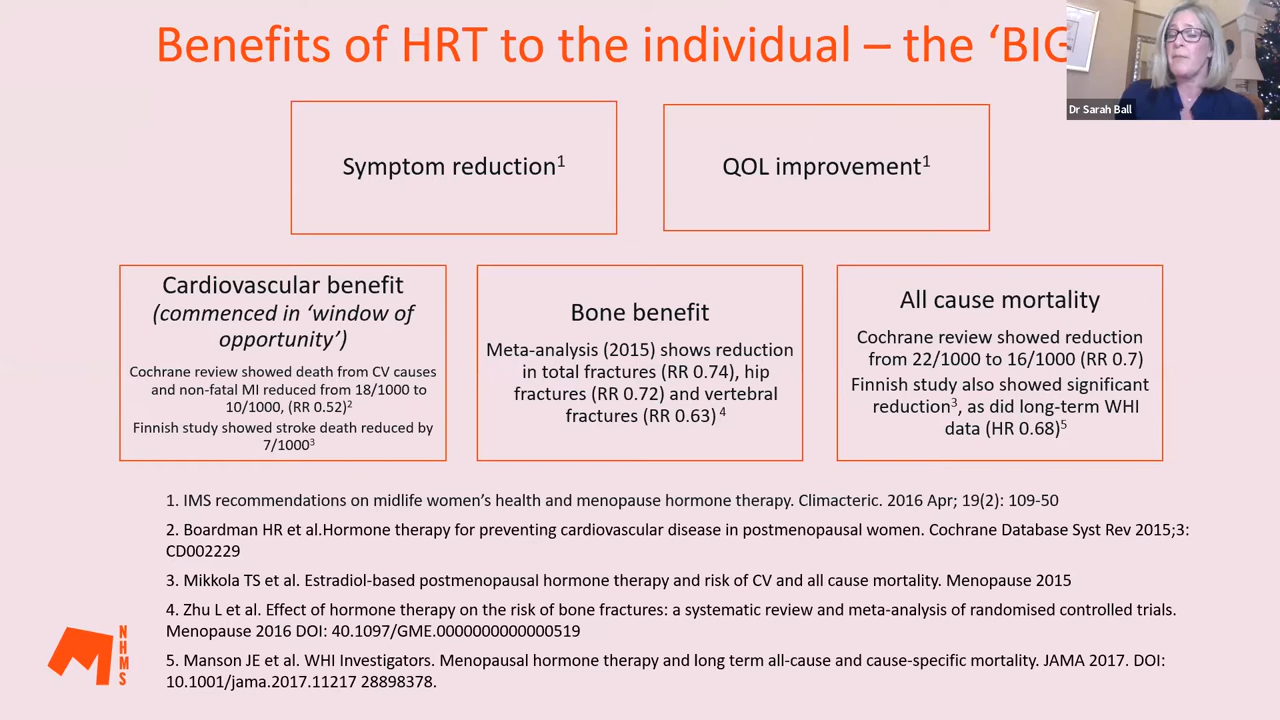 Benefits of HRT to the individual – the ‘BIG
Dr Sarah Ball
Symptom reduction¹
QOL improvement¹
Cardiovascular benefit
(commenced in ‘window of
opportunity’)
Cochrane review showed death from CV causes
and non-fatal MI reduced from 18/1000 to
10/1000, (RR 0.52)²
Finnish study showed stroke death reduced by
7/1000³
Bone benefit
Meta-analysis (2015) shows reduction
in total fractures (RR 0.74), hip
fractures (RR 0.72) and vertebral
fractures (RR 0.63) ⁴
All cause mortality
Cochrane review showed reduction
from 22/1000 to 16/1000 (RR 0.7)
Finnish study also showed significant
reduction³, as did long-term WHI
data (HR 0.68)⁵
1. IMS recommendations on midlife women’s health and menopause hormone therapy. Climacteric. 2016 Apr; 19(2): 109-50
2. Boardman HR et al.Hormone therapy for preventing cardiovascular disease in postmenopausal women. Cochrane Database Syst Rev 2015;3:
CD002229
3. Mikkola TS et al. Estradiol-based postmenopausal hormone therapy and risk of CV and all cause mortality. Menopause 2015
4. Zhu L et al. Effect of hormone therapy on the risk of bone fractures: a systematic review and meta-analysis of randomised controlled trials.
Menopause 2016 DOI: 40.1097/GME.0000000000000519
5. Manson JE et al. WHI Investigators. Menopausal hormone therapy and long term all-cause and cause-specific mortality. JAMA 2017. DOI:
10.1001/jama.2017.11217 28898378.
NHMS